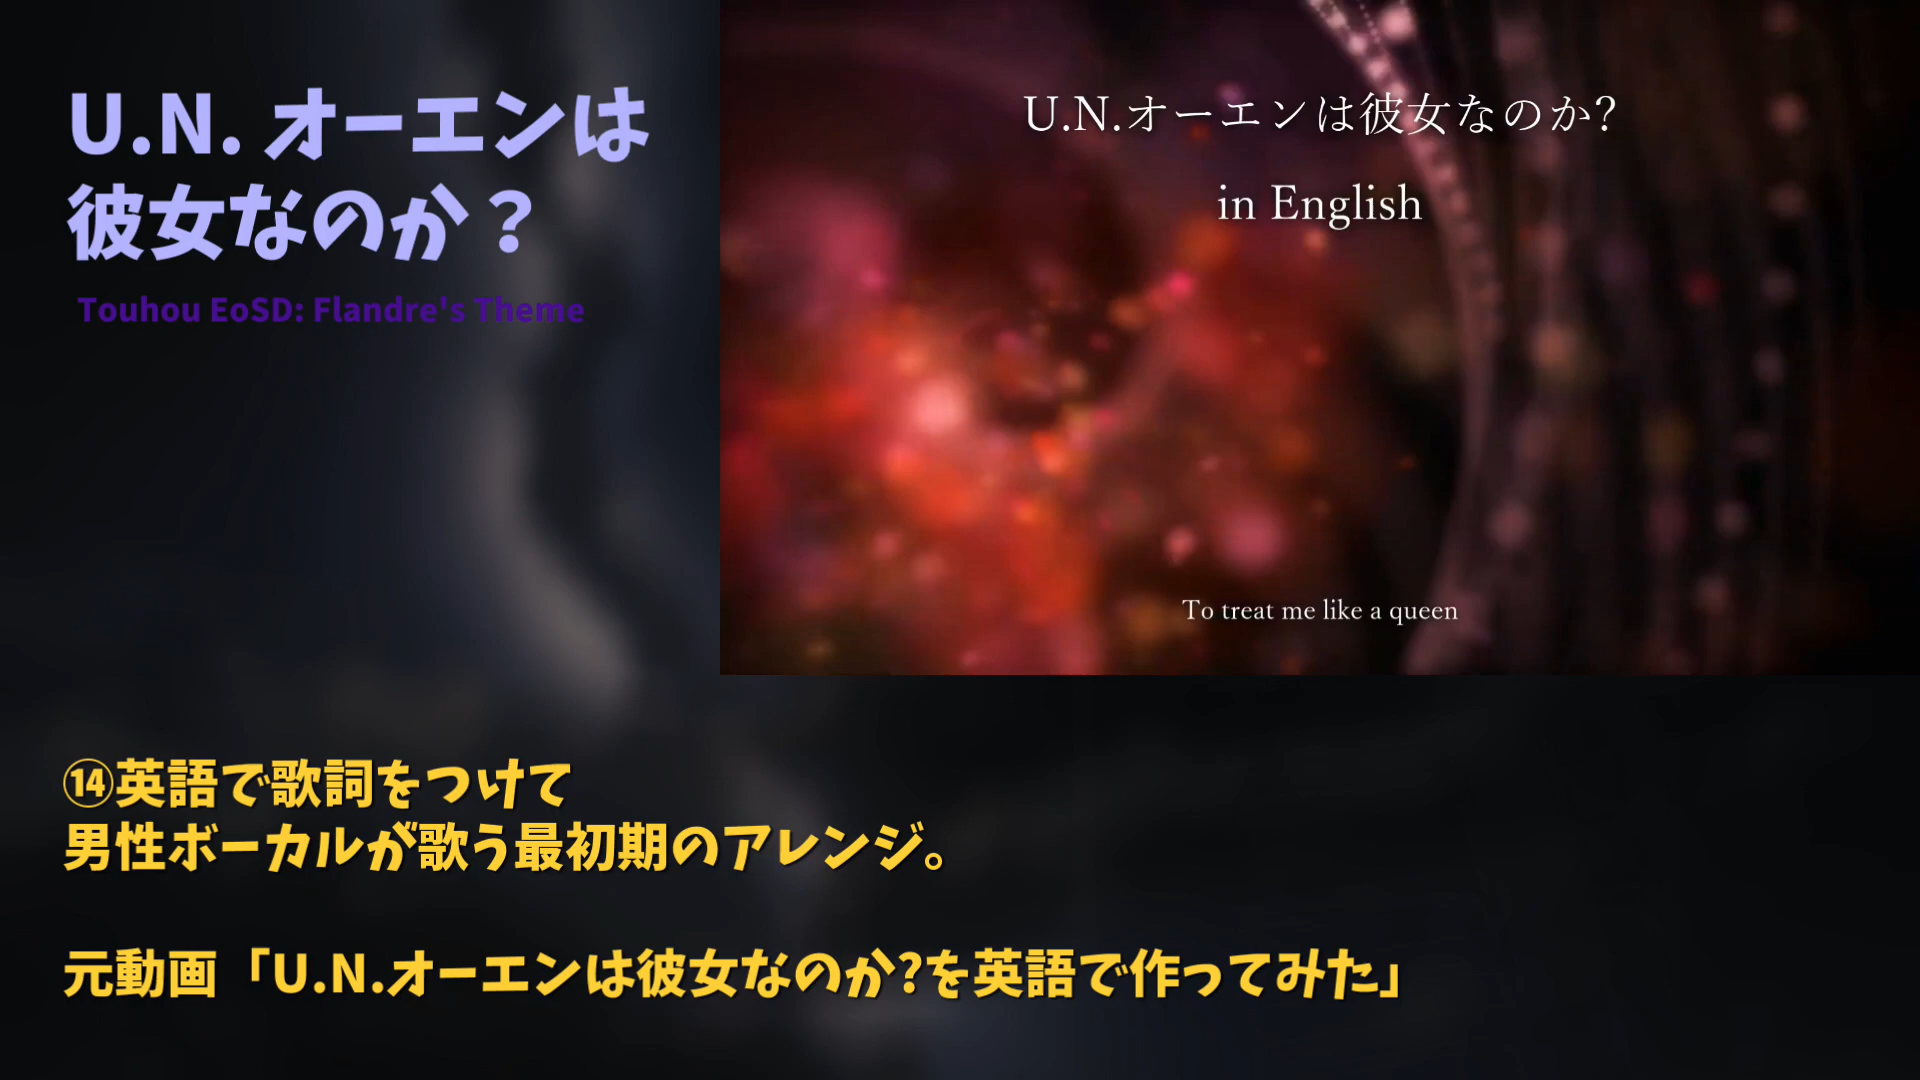 U.N. オーエンは
彼女なのか？
Touhou EoSD: Flandre's Theme
U.N.オーエンは彼女なのか?
in English
To treat me like a queen
⑭英語で歌詞をつけて
男性ボーカルが歌う最初期のアレンジ。
元動画「U.N.オーエンは彼女なのか?を英語で作ってみた」